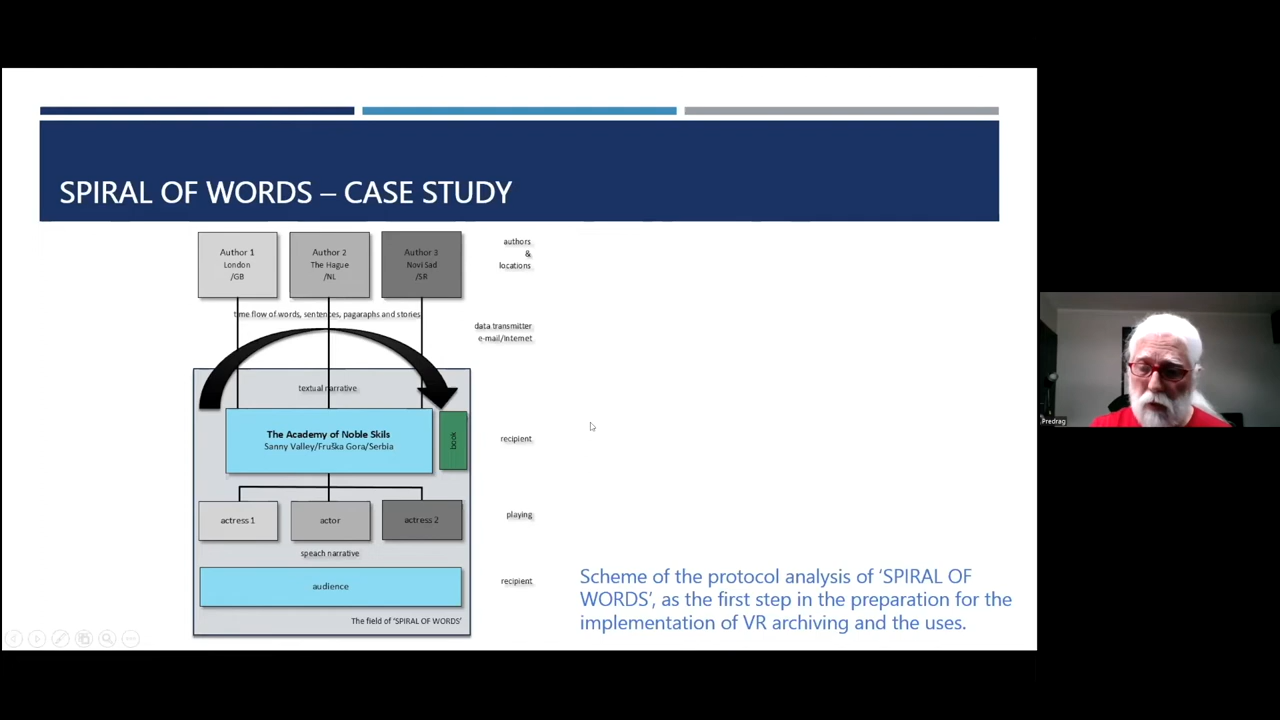 SPIRAL OF WORDS – CASE STUDY
Author 1
London
/GB
Author 2
The Hague
/NL
Author 3
Novi Sad
/SR
authors
&
locations
time flow of words, sentences, pagaraphs and stories
data transmitter
e-mail/internet
textual narrative
The Academy of Noble Skils
Sanny Valley/Fruška Gora/Serbia
book
recipient
actress 1
actor
actress 2
playing
speach narrative
audience
recipient
The field of 'SPIRAL OF WORDS'
Scheme of the protocol analysis of 'SPIRAL OF
WORDS', as the first step in the preparation for the
implementation of VR archiving and the uses.
Predrag